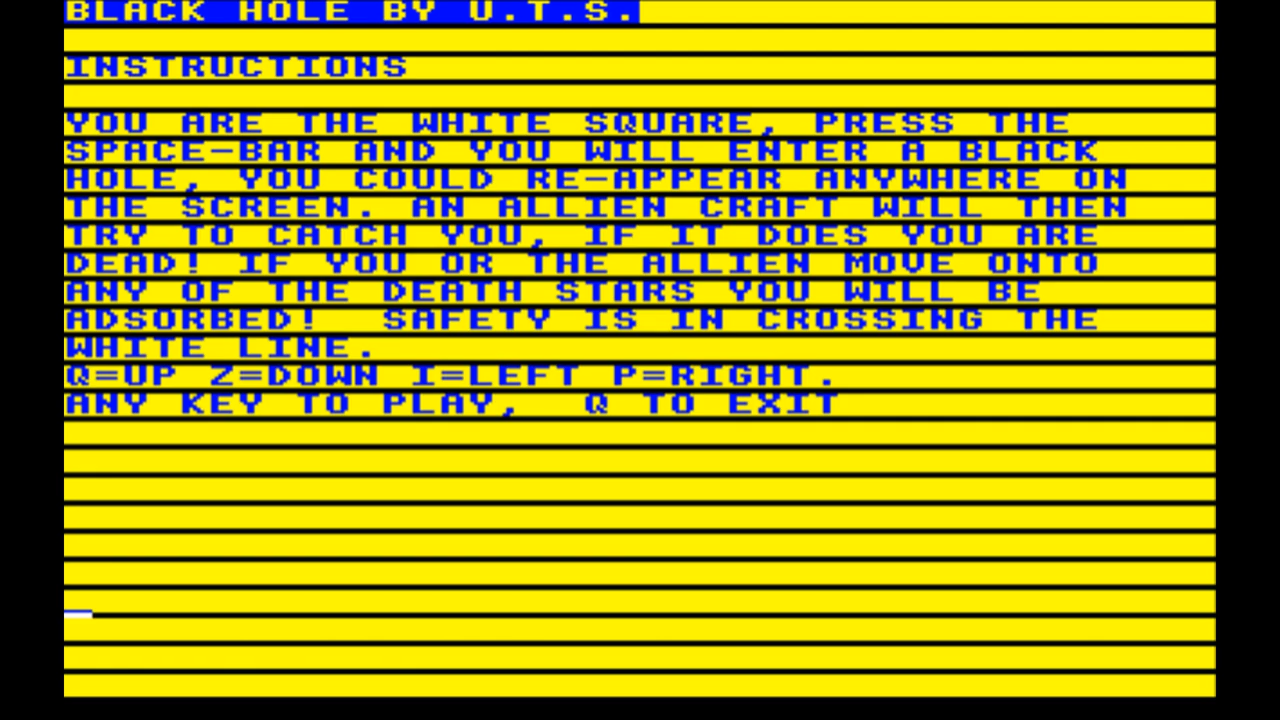 BLACK HOLE BY U.T.S.
INSTRUCTIONS
YOU ARE THE WHITE SQUARE, PRESS THE
SPACE-BAR AND YOU WILL ENTER A BLACK
HOLE, YOU COULD RE-APPEAR ANYWHERE ON
THE SCREEN. AN ALLIEN CRAFT WILL THEN
TRY TO CATCH YOU, IF IT DOES YOU ARE
DEAD! IF YOU OR THE ALLIEN MOVE ONTO
ANY OF THE DEATH STARS YOU WILL BE
ADSORBED!  SAFETY IS IN CROSSING THE
WHITE LINE.
Q=UP Z=DOWN I=LEFT P=RIGHT.
ANY KEY TO PLAY,  Q TO EXIT